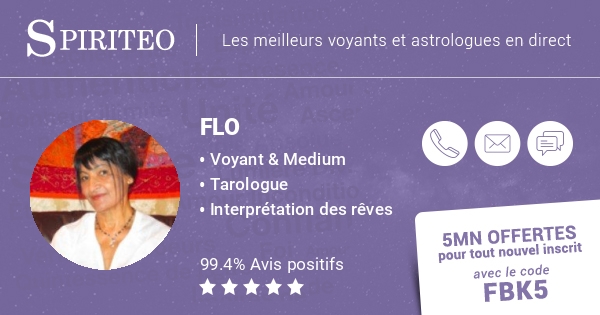 SPIRITEO
Les meilleurs voyants et astrologues en direct
FLO
• Voyant & Medium
• Tarologue
• Interprétation des rêves
99.4% Avis positifs
5MN OFFERTES
pour tout nouvel inscrit
avec le code
FBK5